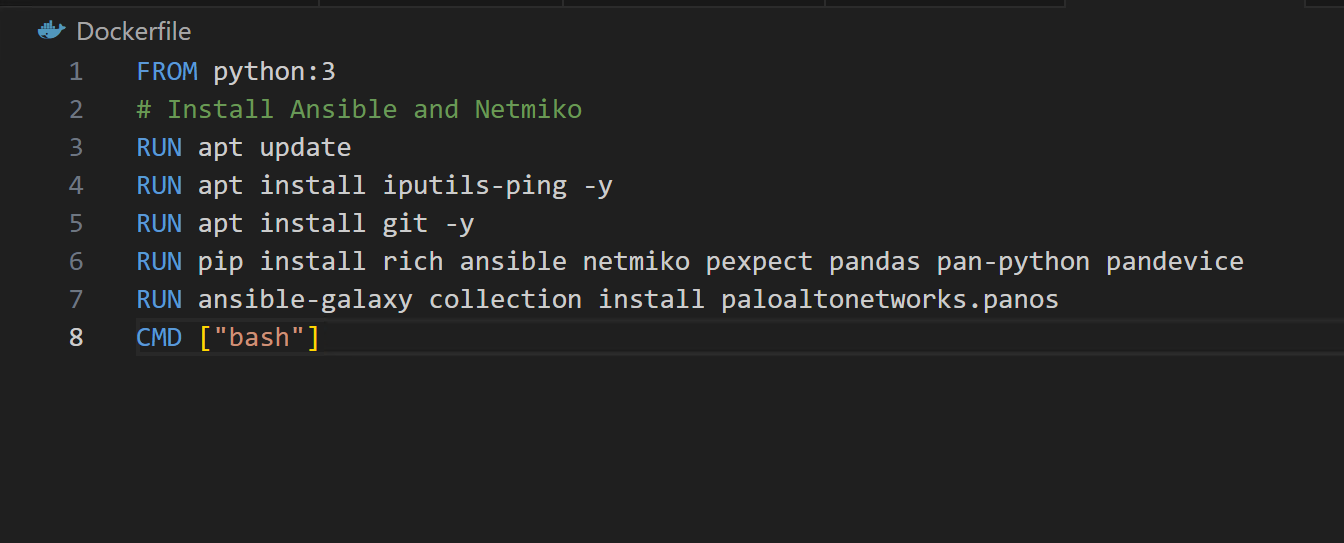 Dockerfile
1 FROM python:3
2 # Install Ansible and Netmiko
3 RUN apt update
4 RUN apt install iputils-ping -y
5 RUN apt install git -y
6 RUN pip install rich ansible netmiko pexpect pandas pan-python pandevice
7 RUN ansible-galaxy collection install paloaltonetworks.panos
8 CMD ["bash"]